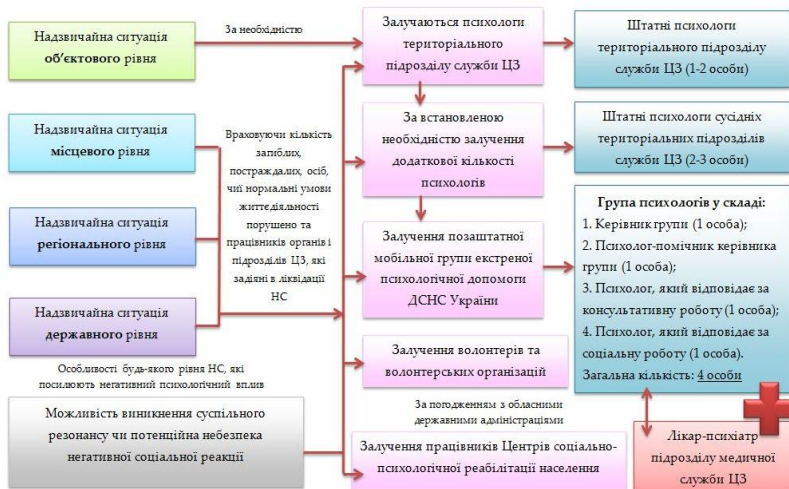 Надзвичайна ситуація
об'єктового рівня
За необхідністю
Залучаються психологи
територіального
підрозділу служби ЦЗ
Штатні психологи
територіального підрозділу
служби ЦЗ (1-2 особи)
Надзвичайна ситуація
місцевого рівня
Надзвичайна ситуація
регіонального рівня
Надзвичайна ситуація
державного рівня
Враховуючи кількість
загиблих,
постраждалих, осіб,
чиї нормальні умови
життєдіяльності
порушено та
працівників органів і
підрозділів ЦЗ, які
задіяні в ліквідації
НС
За встановленою
необхідністю залучення
додаткової кількості
психологів
Штатні психологи сусідніх
територіальних підрозділів
служби ЦЗ (2-3 особи)
Залучення позаштатної
мобільної групи екстреної
психологічної допомоги
ДСНС України
Група психологів у складі:
1. Керівник групи (1 особа);
2. Психолог-помічник керівника
групи (1 особа);
3. Психолог, який відповідає за
консультативну роботу (1 особа);
4. Психолог, який відповідає за
соціальну роботу (1 особа).
Загальна кількість: 4 особи
Залучення волонтерів та
волонтерських організацій
Особливості будь-якого рівня НС, які
посилюють негативний психологічний вплив
Можливість виникнення суспільного
резонансу чи потенційна небезпека
негативної соціальної реакції
За погодженням з обласними
державними адміністраціями
Залучення працівників Центрів соціально-
психологічної реабілітації населення
Лікар-психіатр
підрозділу медичної
служби ЦЗ